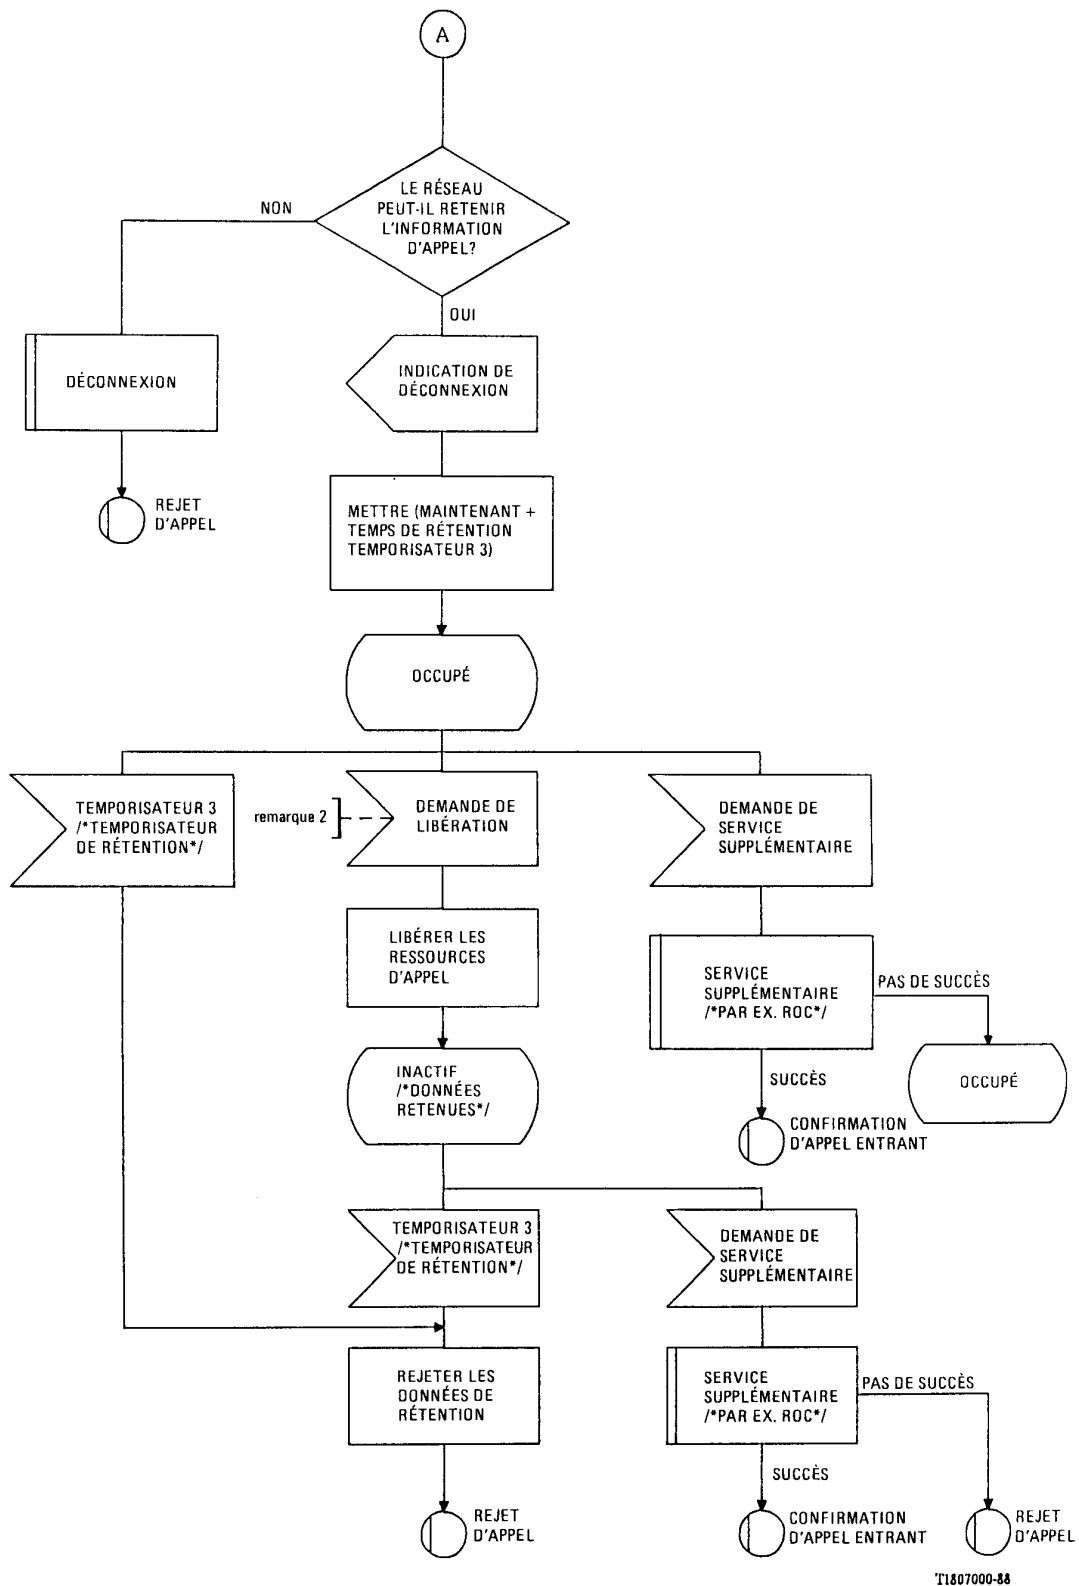 A
LE RÉSEAU
PEUT-IL RETENIR
L'INFORMATION
D'APPEL?
NON
OUI
DÉCONNEXION
INDICATION DE
DÉCONNEXION
REJET
D'APPEL
METTRE (MAINTENANT +
TEMPS DE RÉTENTION
TEMPORISATEUR 3)
OCCUPÉ
TEMPORISATEUR 3
/*TEMPORISATEUR
DE RÉTENTION*/
remarque 2
DEMANDE DE
LIBÉRATION
DEMANDE DE
SERVICE
SUPPLÉMENTAIRE
LIBÉRER LES
RESSOURCES
D'APPEL
SERVICE
SUPPLÉMENTAIRE
/*PAR EX. ROC*/
PAS DE SUCCÈS
OCCUPÉ
SUCCÈS
CONFIRMATION
D'APPEL ENTRANT
INACTIF
/*DONNÉES
RETENUES*/
TEMPORISATEUR 3
/*TEMPORISATEUR
DE RÉTENTION*/
DEMANDE DE
SERVICE
SUPPLÉMENTAIRE
REJETER LES
DONNÉES DE
RÉTENTION
SERVICE
SUPPLÉMENTAIRE
/*PAR EX. ROC*/
PAS DE SUCCÈS
SUCCÈS
REJET
D'APPEL
CONFIRMATION
D'APPEL ENTRANT
REJET
D'APPEL
T1807000-88